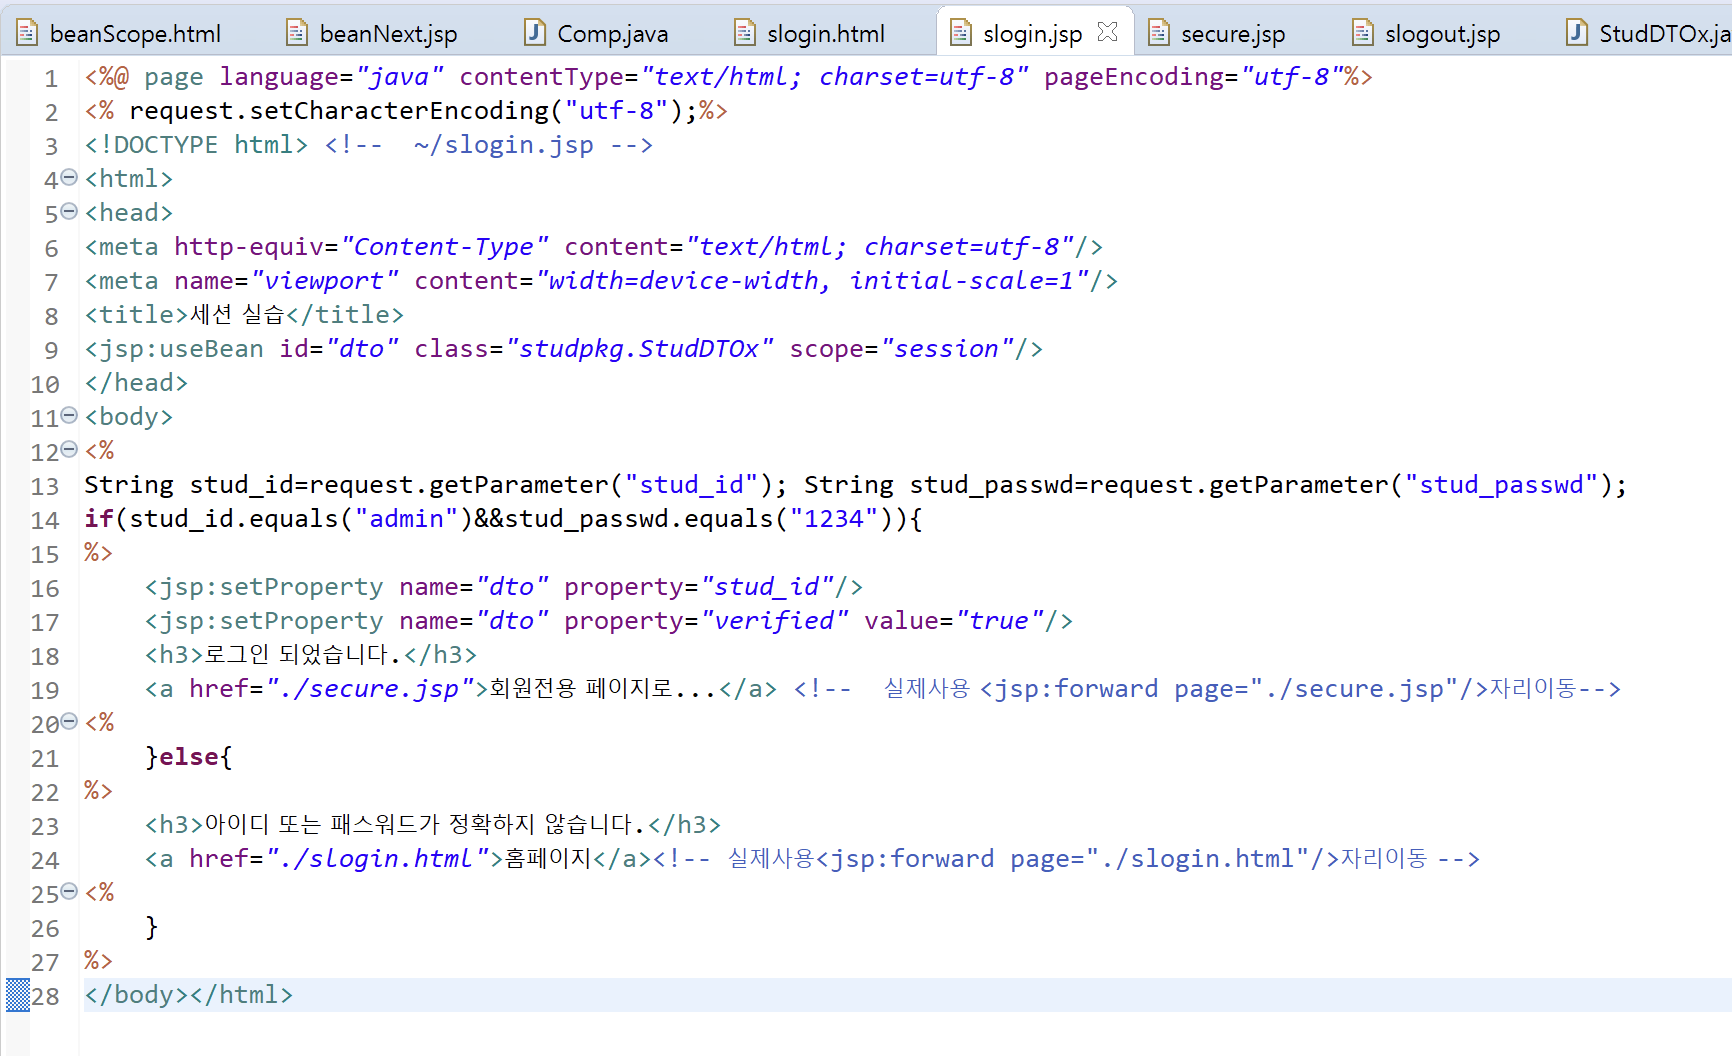 beanScope.html beanNext.jsp Comp.java slogin.html slogin.jsp secure.jsp slogout.jsp StudDTOx.ja
1 <%@ page language="java" contentType="text/html; charset=utf-8" pageEncoding="utf-8"%>
2 <% request.setCharacterEncoding("utf-8");%>
3 <!DOCTYPE html> <!--  ~/slogin.jsp -->
4 <html>
5 <head>
6 <meta http-equiv="Content-Type" content="text/html; charset=utf-8"/>
7 <meta name="viewport" content="width=device-width, initial-scale=1"/>
8 <title>세션 실습</title>
9 <jsp:useBean id="dto" class="studpkg.StudDTOx" scope="session"/>
10 </head>
11 <body>
12 <%
13 String stud_id=request.getParameter("stud_id"); String stud_passwd=request.getParameter("stud_passwd");
14 if(stud_id.equals("admin")&&stud_passwd.equals("1234")){
15 %>
16     <jsp:setProperty name="dto" property="stud_id"/>
17     <jsp:setProperty name="dto" property="verified" value="true"/>
18     <h3>로그인 되었습니다.</h3>
19     <a href="./secure.jsp">회원전용 페이지로...</a> <!--  실제사용 <jsp:forward page="./secure.jsp"/>자리이동-->
20 <%
21     }else{
22 %>
23     <h3>아이디 또는 패스워드가 정확하지 않습니다.</h3>
24     <a href="./slogin.html">홈페이지</a><!-- 실제사용<jsp:forward page="./slogin.html"/>자리이동 -->
25 <%
26     }
27 %>
28 </body></html>